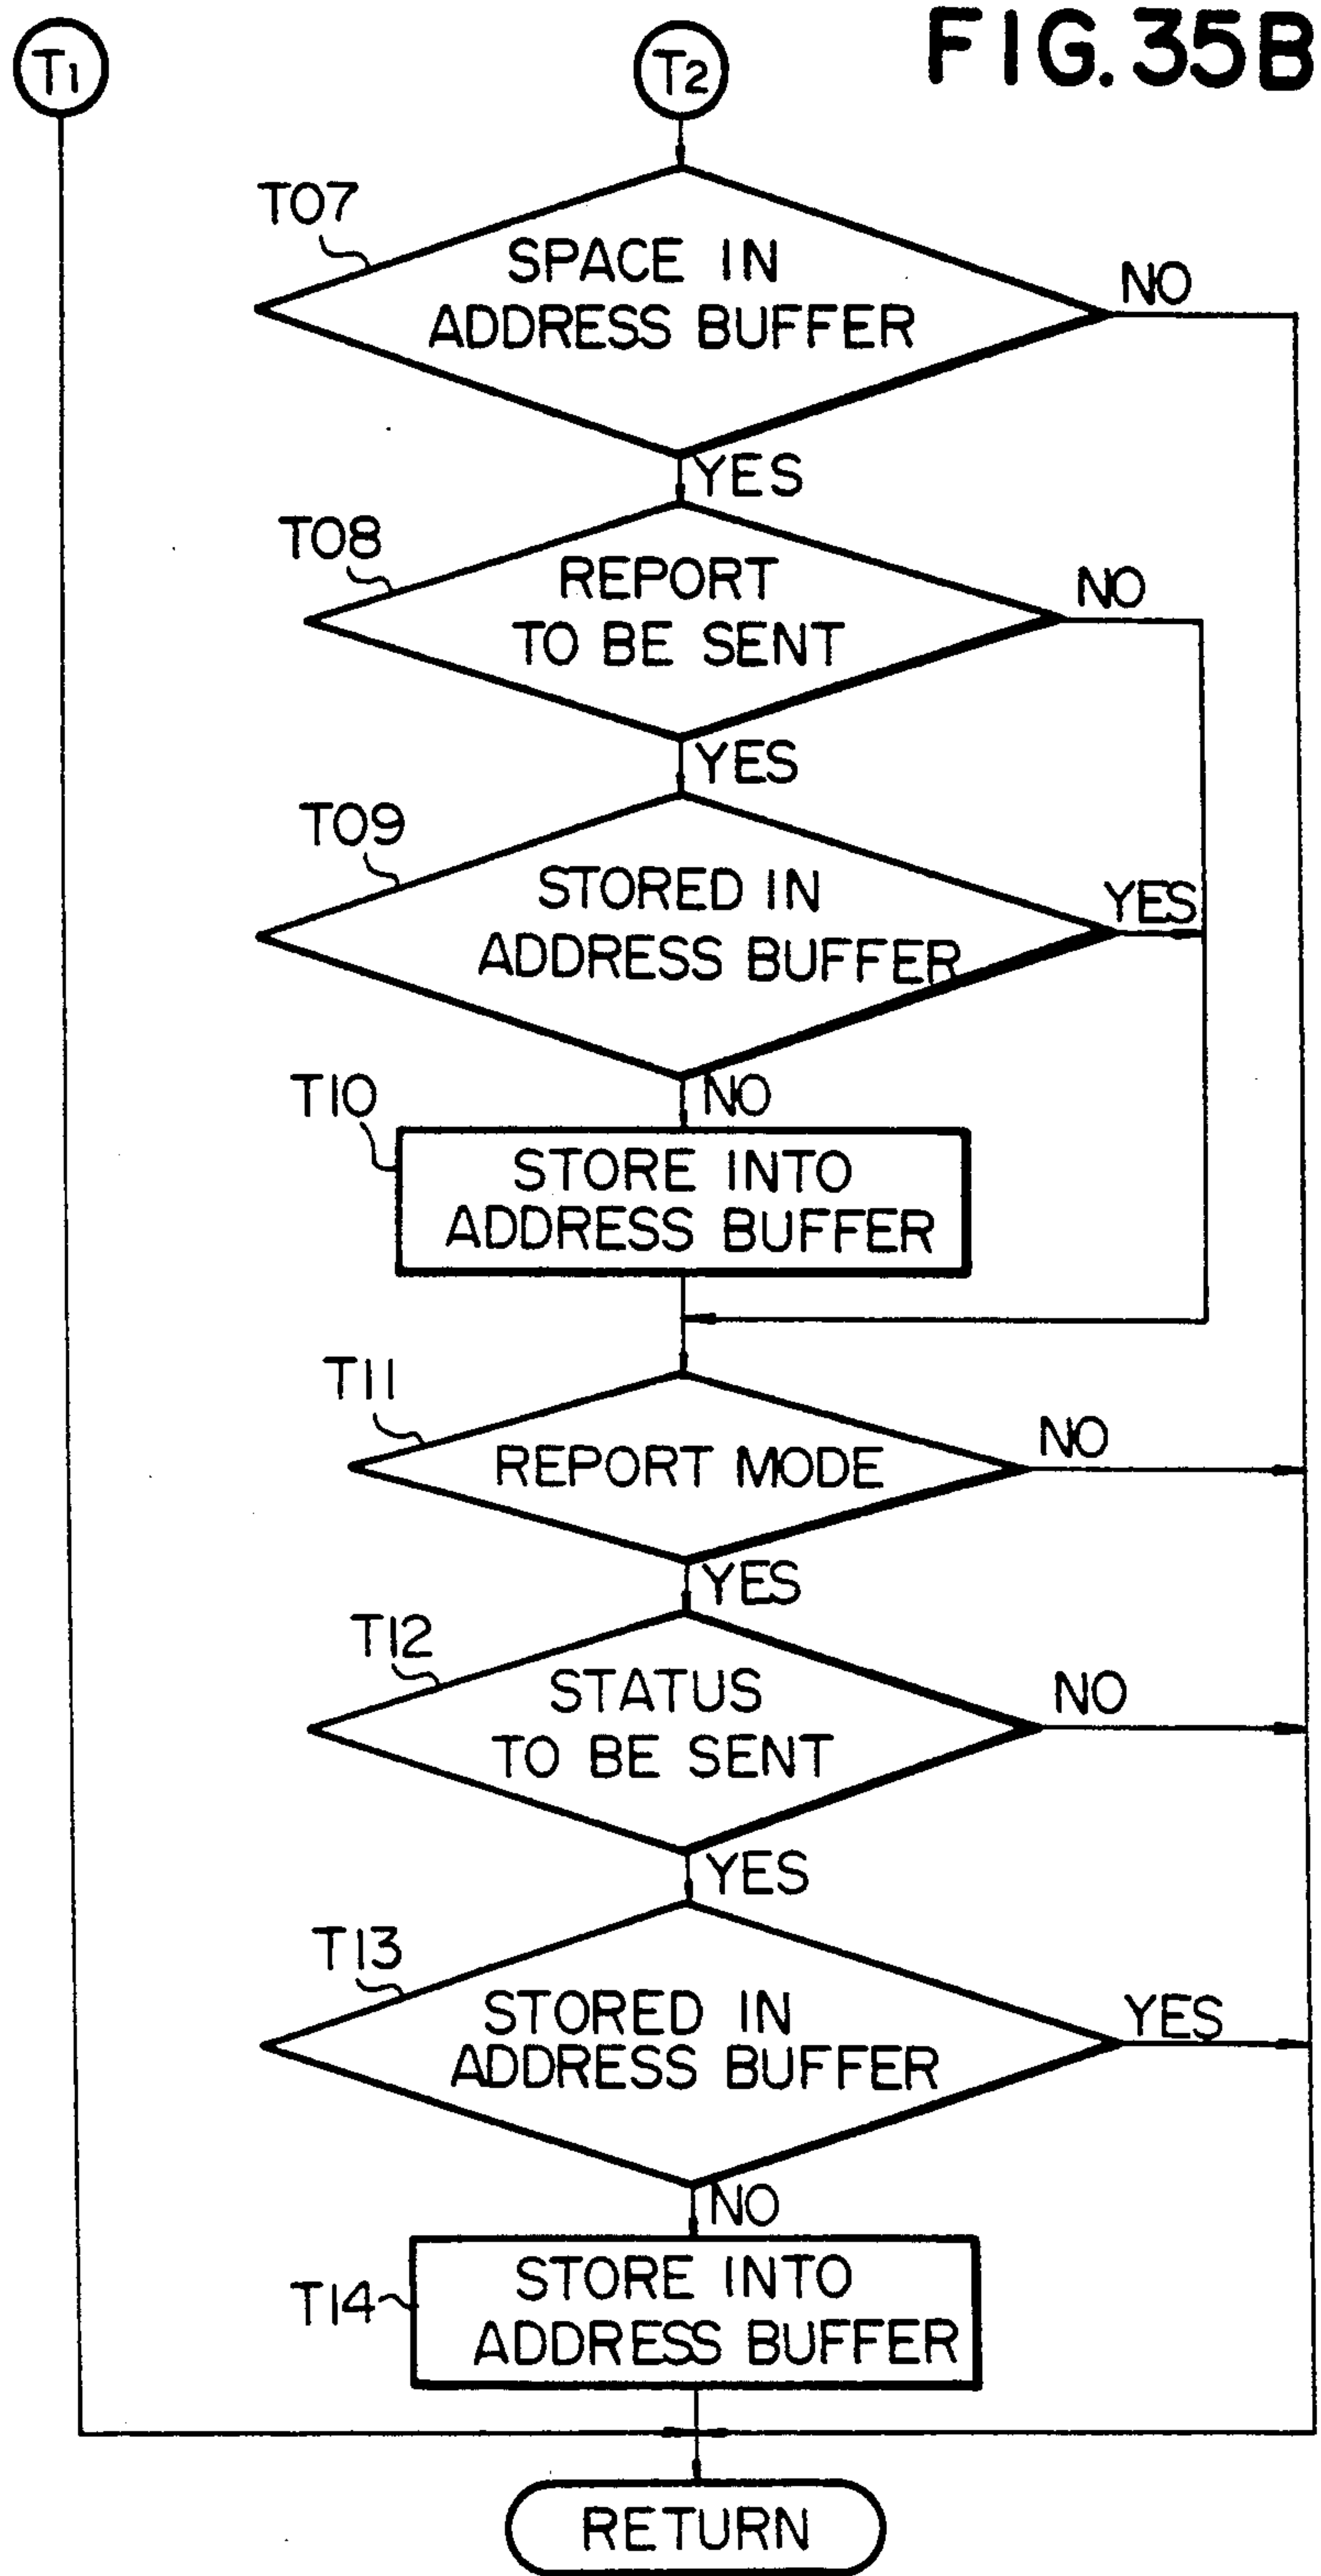 FIG. 35B
T1
T2
T07
SPACE IN
ADDRESS BUFFER
NO
YES
T08
REPORT
TO BE SENT
NO
YES
T09
STORED IN
ADDRESS BUFFER
YES
NO
T10
STORE INTO
ADDRESS BUFFER
T11
REPORT MODE
NO
YES
T12
STATUS
TO BE SENT
NO
YES
T13
STORED IN
ADDRESS BUFFER
YES
NO
T14
STORE INTO
ADDRESS BUFFER
RETURN